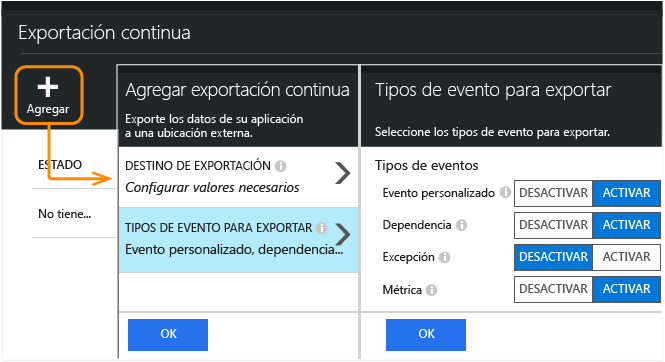 Exportación continua
Agregar
ESTADO
No tiene...
Agregar exportación continua
Exporte los datos de su aplicación
a una ubicación externa.
DESTINO DE EXPORTACIÓN
Configurar valores necesarios
TIPOS DE EVENTO PARA EXPORTAR
Evento personalizado, dependencia...
OK
Tipos de evento para exportar
Seleccione los tipos de evento para exportar.
Tipos de eventos
Evento personalizado DESACTIVAR ACTIVAR
Dependencia DESACTIVAR ACTIVAR
Excepción DESACTIVAR ACTIVAR
Métrica DESACTIVAR ACTIVAR
OK